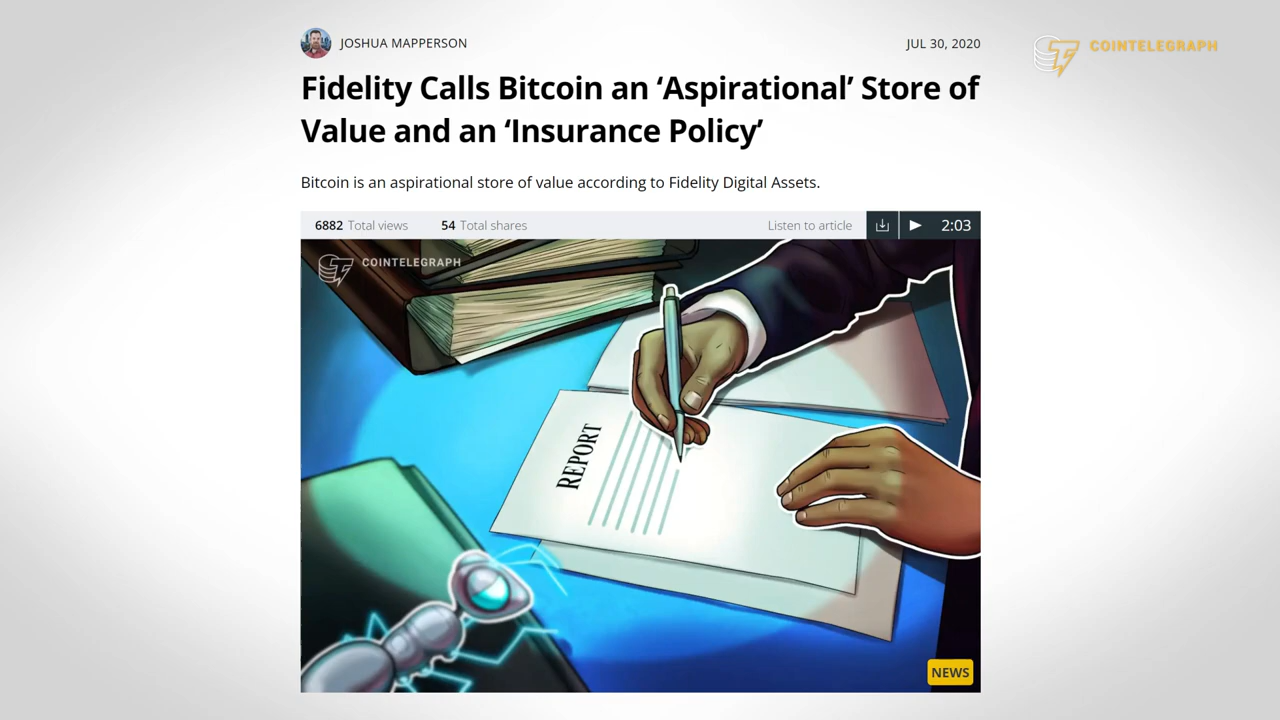 JOSHUA MAPPERSON
JUL 30, 2020
COINTELEGRAPH
Fidelity Calls Bitcoin an ‘Aspirational’ Store of
Value and an ‘Insurance Policy’
Bitcoin is an aspirational store of value according to Fidelity Digital Assets.
6882 Total views 54 Total shares Listen to article 2:03
COINTELEGRAPH
REPORT
NEWS